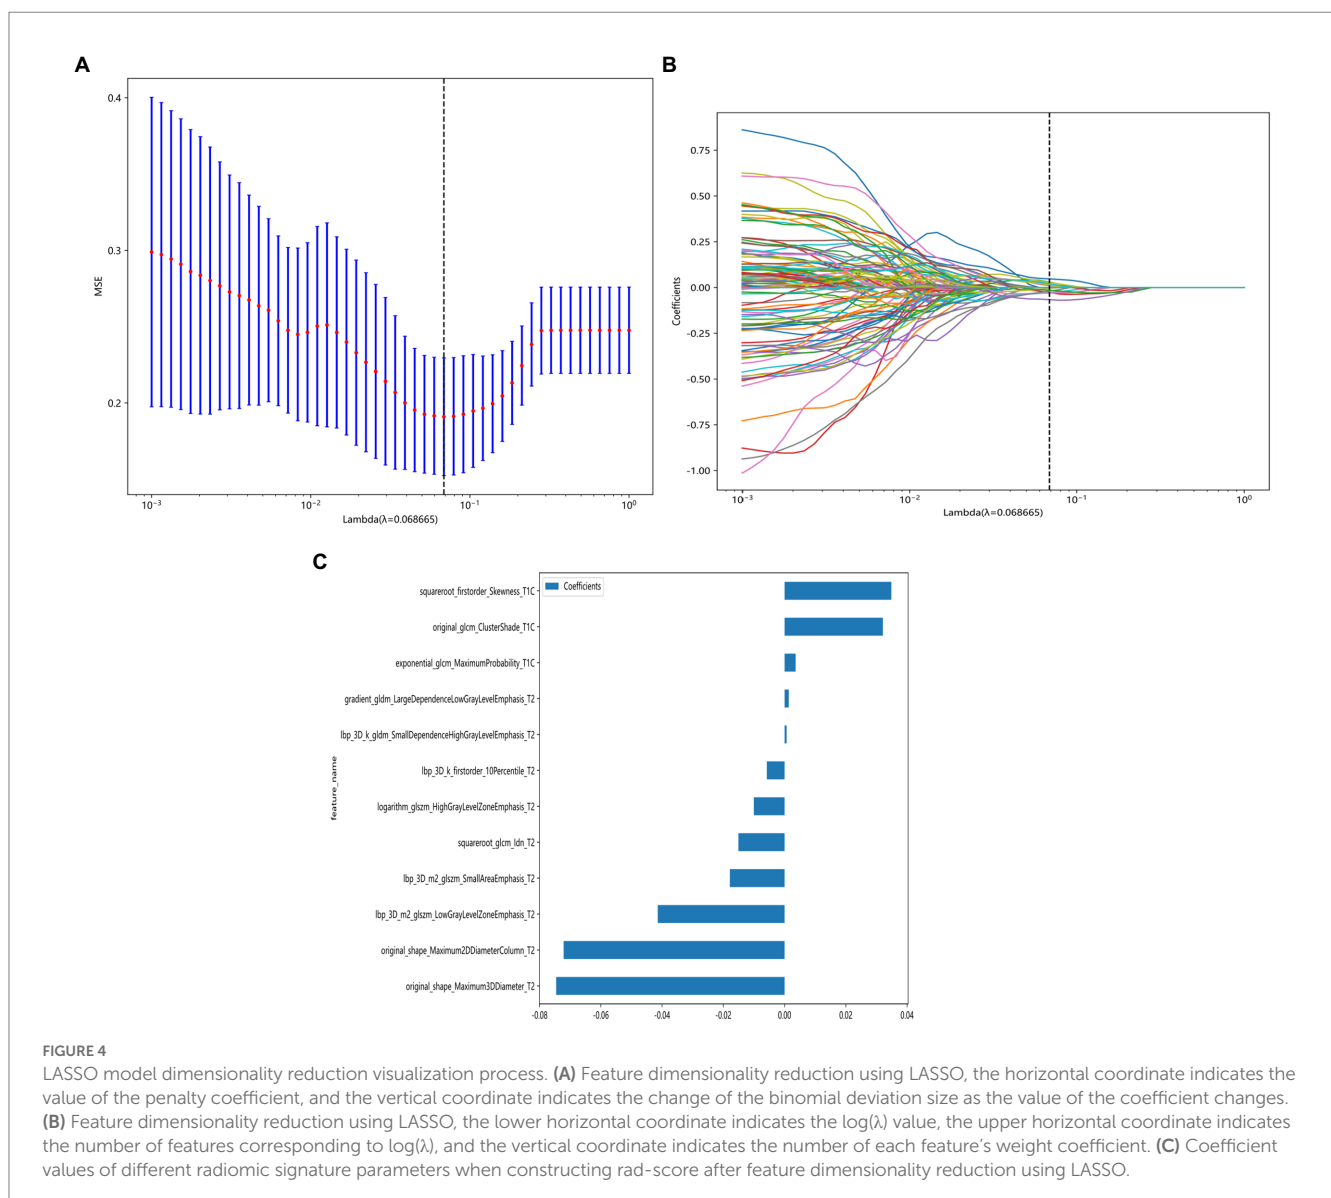 A
0.4
0.3
0.2
MSE
10⁻³
10⁻²
10⁻¹
10⁰
Lambda(λ=0.068665)
B
0.75
0.50
0.25
0.00
-0.25
-0.50
-0.75
-1.00
Coefficients
10⁻³
10⁻²
10⁻¹
10⁰
Lambda(λ=0.068665)
C
Coefficients
squareroot_firstorder_Skewness_T1C
original_glcm_ClusterShade_T1C
exponential_glcm_MaximumProbability_T1C
gradient_gldm_LargeDependenceLowGrayLevelEmphasis_T2
lbp_3D_k_gldm_SmallDependenceHighGrayLevelEmphasis_T2
lbp_3D_k_firstorder_10Percentile_T2
logarithm_glszm_HighGrayLevelZoneEmphasis_T2
squareroot_glcm_Idn_T2
lbp_3D_m2_glszm_SmallAreaEmphasis_T2
lbp_3D_m2_glszm_LowGrayLevelZoneEmphasis_T2
original_shape_Maximum2DDiameterColumn_T2
original_shape_Maximum3DDiameter_T2
feature_name
-0.08
-0.06
-0.04
-0.02
0.00
0.02
0.04
FIGURE 4
LASSO model dimensionality reduction visualization process. (A) Feature dimensionality reduction using LASSO, the horizontal coordinate indicates the
value of the penalty coefficient, and the vertical coordinate indicates the change of the binomial deviation size as the value of the coefficient changes.
(B) Feature dimensionality reduction using LASSO, the lower horizontal coordinate indicates the log(λ) value, the upper horizontal coordinate indicates
the number of features corresponding to log(λ), and the vertical coordinate indicates the number of each feature's weight coefficient. (C) Coefficient
values of different radiomic signature parameters when constructing rad-score after feature dimensionality reduction using LASSO.